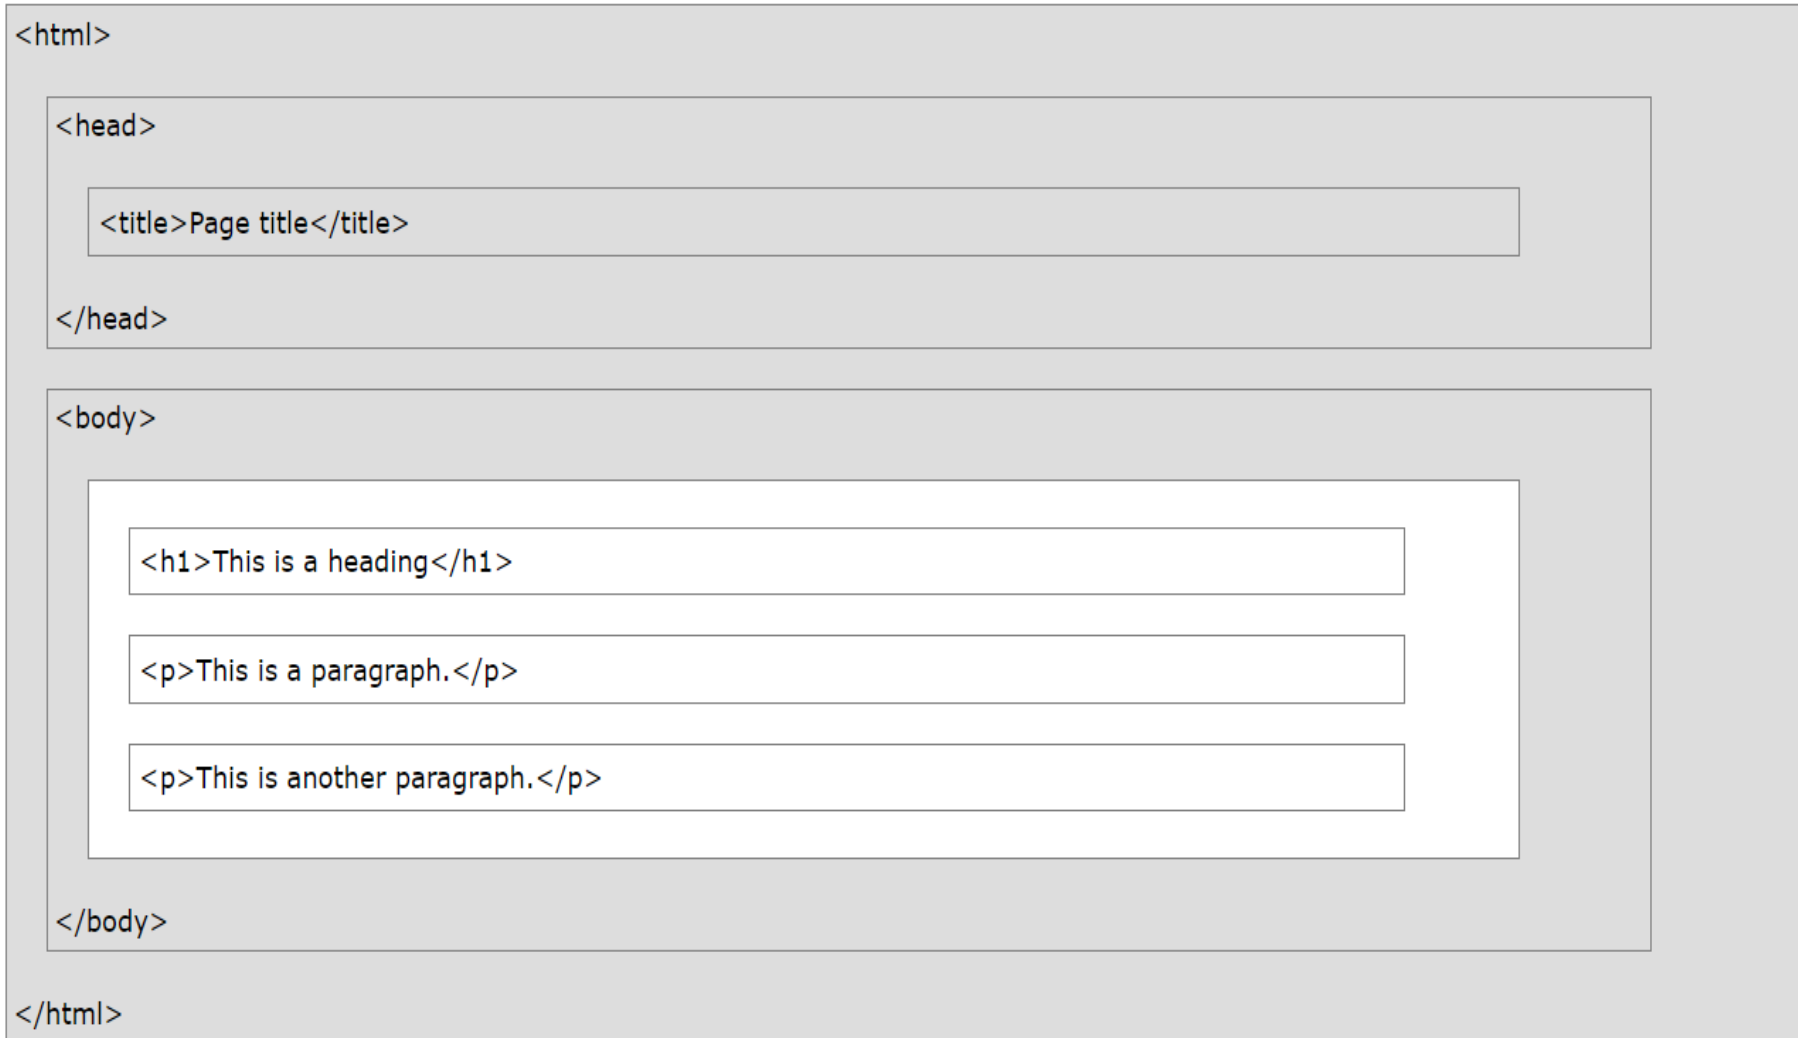 <html>
<head>
<title>Page title</title>
</head>
<body>
<h1>This is a heading</h1>
<p>This is a paragraph.</p>
<p>This is another paragraph.</p>
</body>
</html>